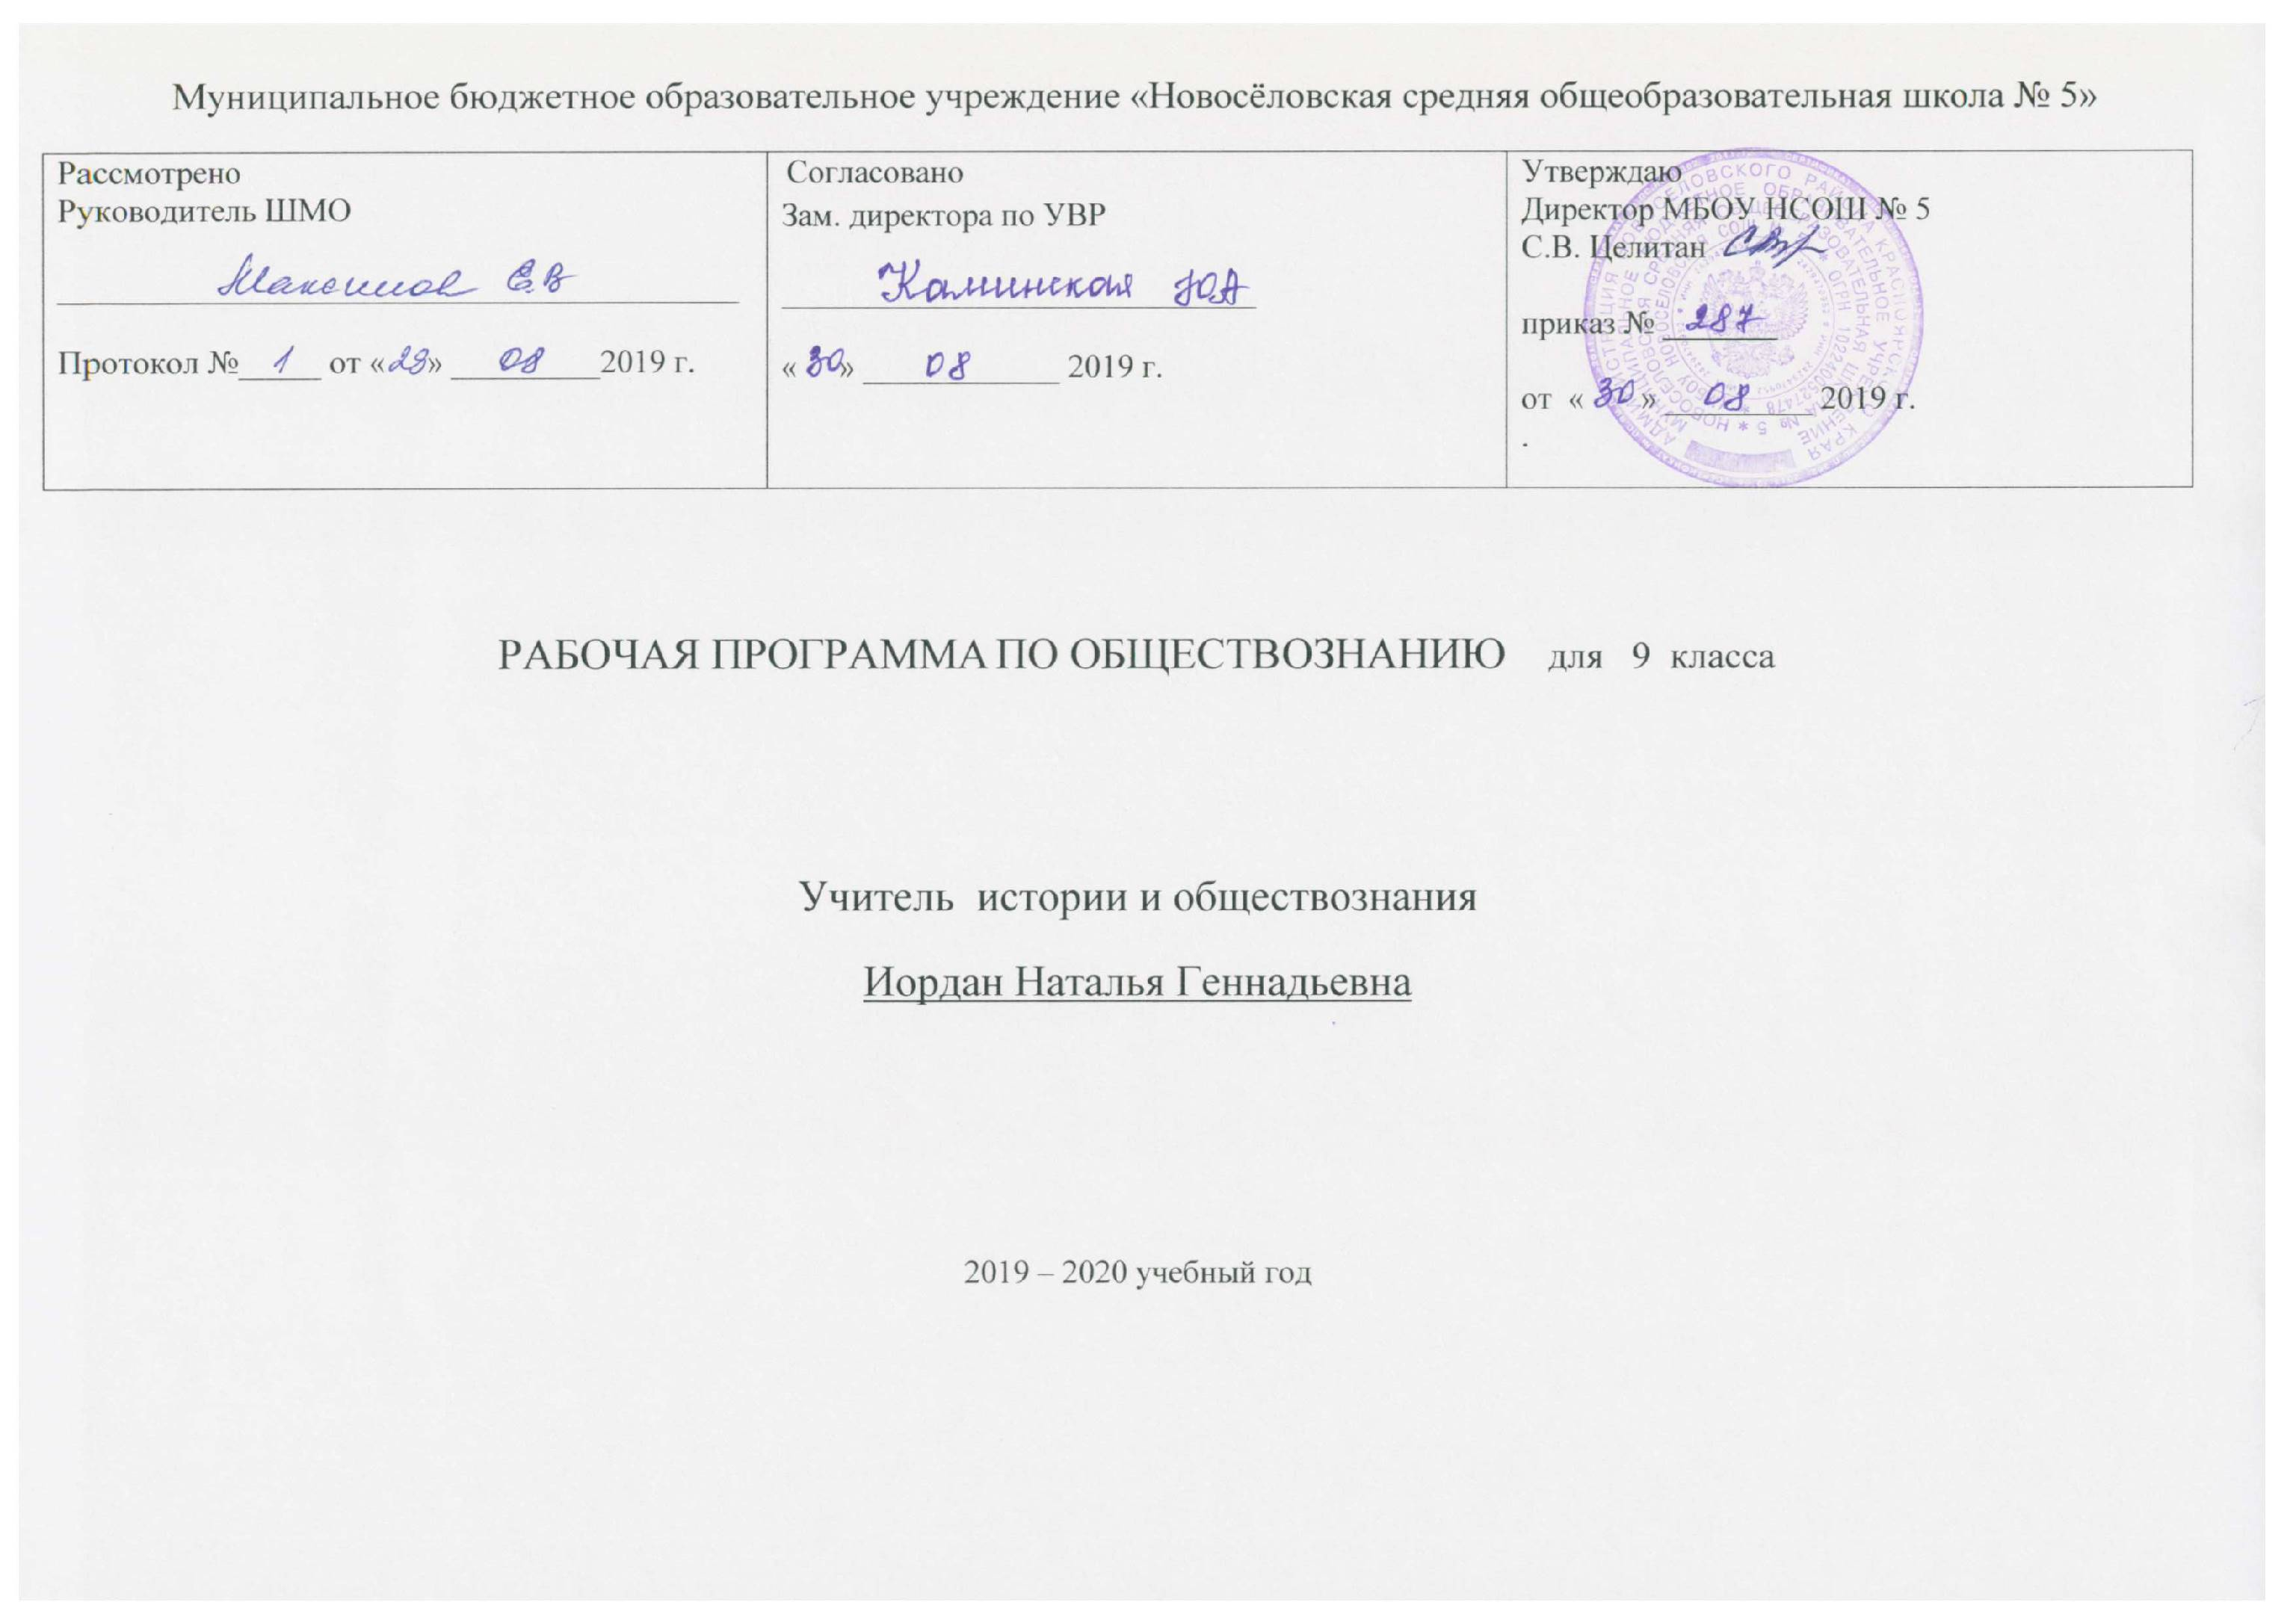 Муниципальное бюджетное образовательное учреждение «Новосёловская средняя общеобразовательная школа № 5»
Рассмотрено
Руководитель ШМО
Максимов Е.В
Протокол № 1 от «29» 08 2019 г.
Согласовано
Зам. директора по УВР
Каминская ЮА
«30» 08 2019 г.
Утверждаю
Директор МБОУ НСОШ № 5
С.В. Целитан
приказ № 287
от «30» 08 2019 г.
РАБОЧАЯ ПРОГРАММА ПО ОБЩЕСТВОЗНАНИЮ для 9 класса
Учитель истории и обществознания
Иордан Наталья Геннадьевна
2019 – 2020 учебный год